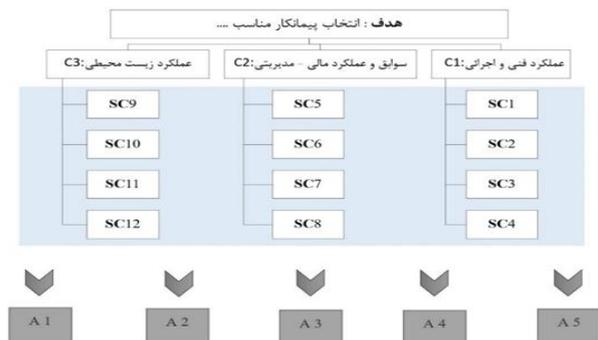 هدف : انتخاب پیمانکار مناسب ....
عملکرد فنی و اجرائی:C1
سوابق و عملکرد مالی - مدیریتی:C2
عملکرد زیست محیطی:C3
SC1
SC2
SC3
SC4
SC5
SC6
SC7
SC8
SC9
SC10
SC11
SC12
A 1
A 2
A 3
A 4
A 5